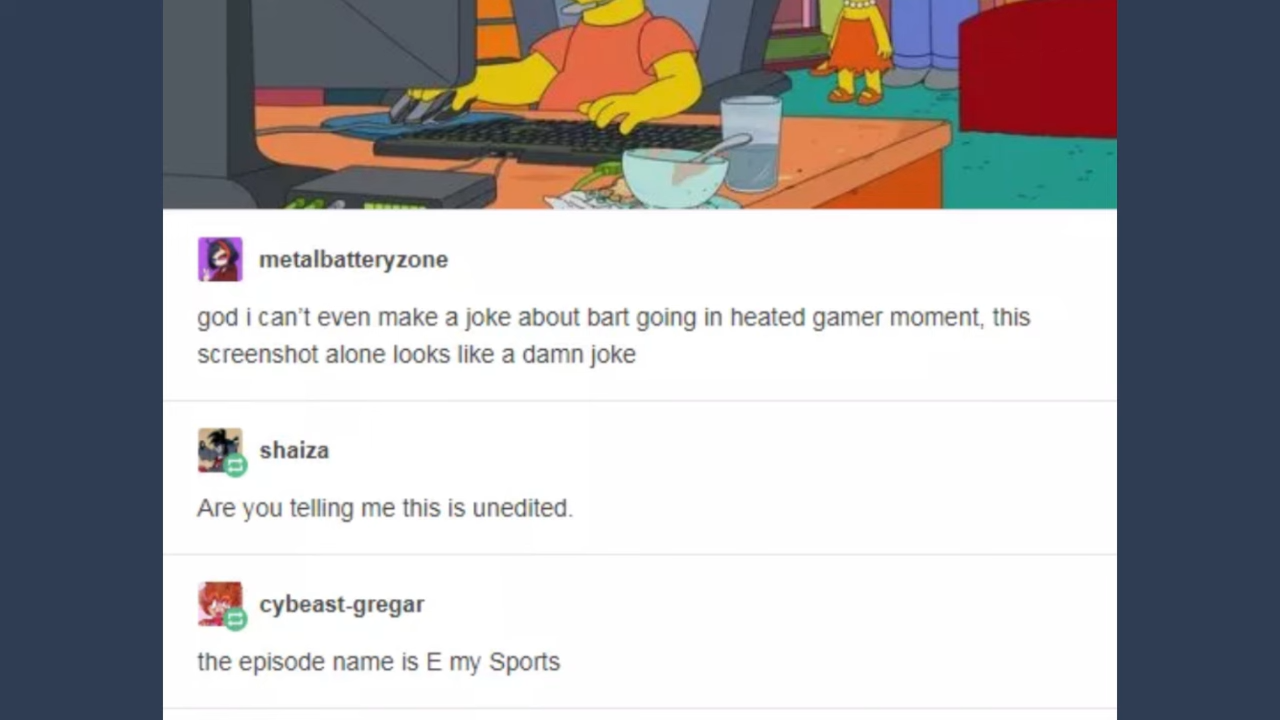 metalbatteryzone
god i can't even make a joke about bart going in heated gamer moment, this
screenshot alone looks like a damn joke
shaiza
Are you telling me this is unedited.
cybeast-gregar
the episode name is E my Sports